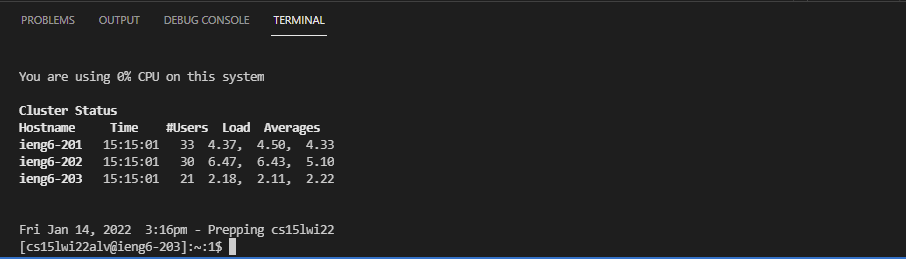 PROBLEMS OUTPUT DEBUG CONSOLE TERMINAL
You are using 0% CPU on this system
Cluster Status
Hostname     Time    #Users  Load  Averages
ieng6-201   15:15:01   33  4.37,  4.50,  4.33
ieng6-202   15:15:01   30  6.47,  6.43,  5.10
ieng6-203   15:15:01   21  2.18,  2.11,  2.22
Fri Jan 14, 2022  3:16pm - Prepping cs15lwi22
[cs15lwi22alv@ieng6-203]:~:1$